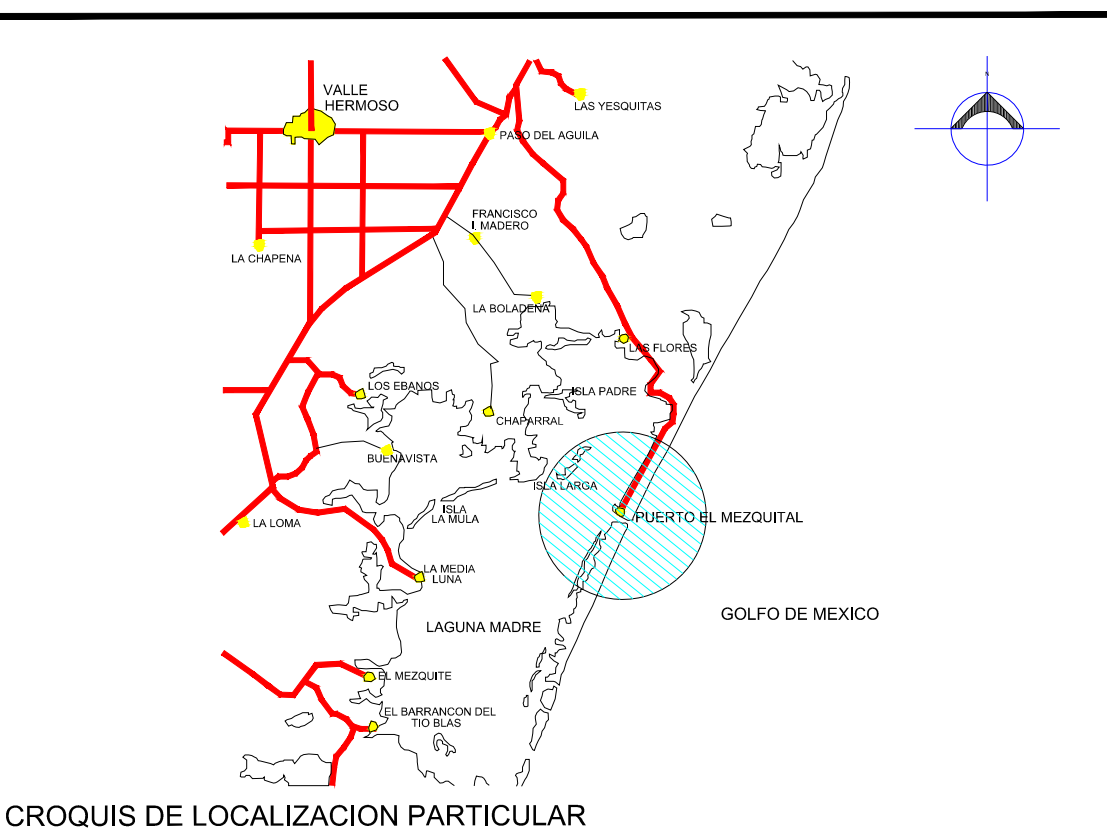 N
VALLE
HERMOSO
LAS YESQUITAS
PASO DEL AGUILA
FRANCISCO
I. MADERO
LA CHAPENA
LA BOLADENA
LAS FLORES
LOS EBANOS
ISLA PADRE
CHAPARRAL
BUENAVISTA
ISLA LARGA
ISLA
LA MULA
LA LOMA
PUERTO EL MEZQUITAL
LA MEDIA
LUNA
GOLFO DE MEXICO
LAGUNA MADRE
EL MEZQUITE
EL BARRANCON DEL
TIO BLAS
CROQUIS DE LOCALIZACION PARTICULAR